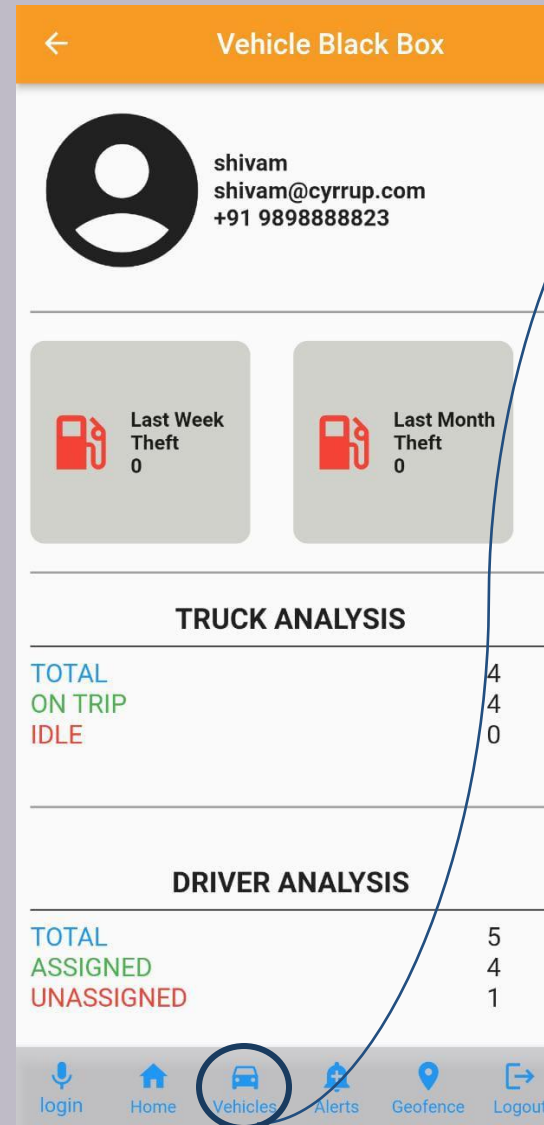 Vehicle Black Box
shivam
shivam@cyrrup.com
+91 9898888823
Last Week
Theft
0
Last Month
Theft
0
TRUCK ANALYSIS
TOTAL 4
ON TRIP 4
IDLE 0
DRIVER ANALYSIS
TOTAL 5
ASSIGNED 4
UNASSIGNED 1
login Home Vehicles Alerts Geofence Logout